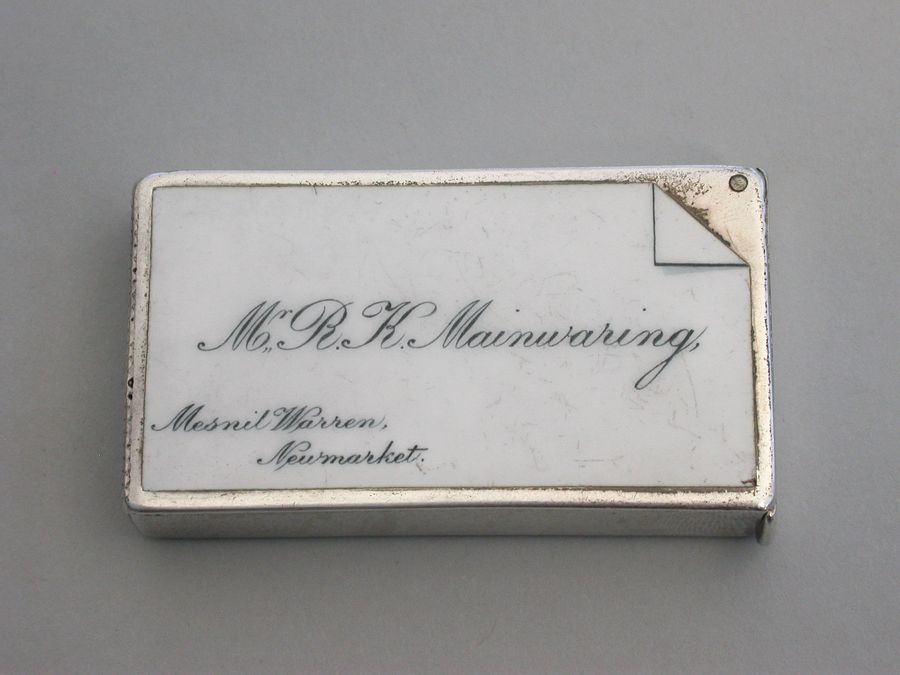 Mr. R. K. Mainwaring,
Mesnil Warren,
Newmarket.